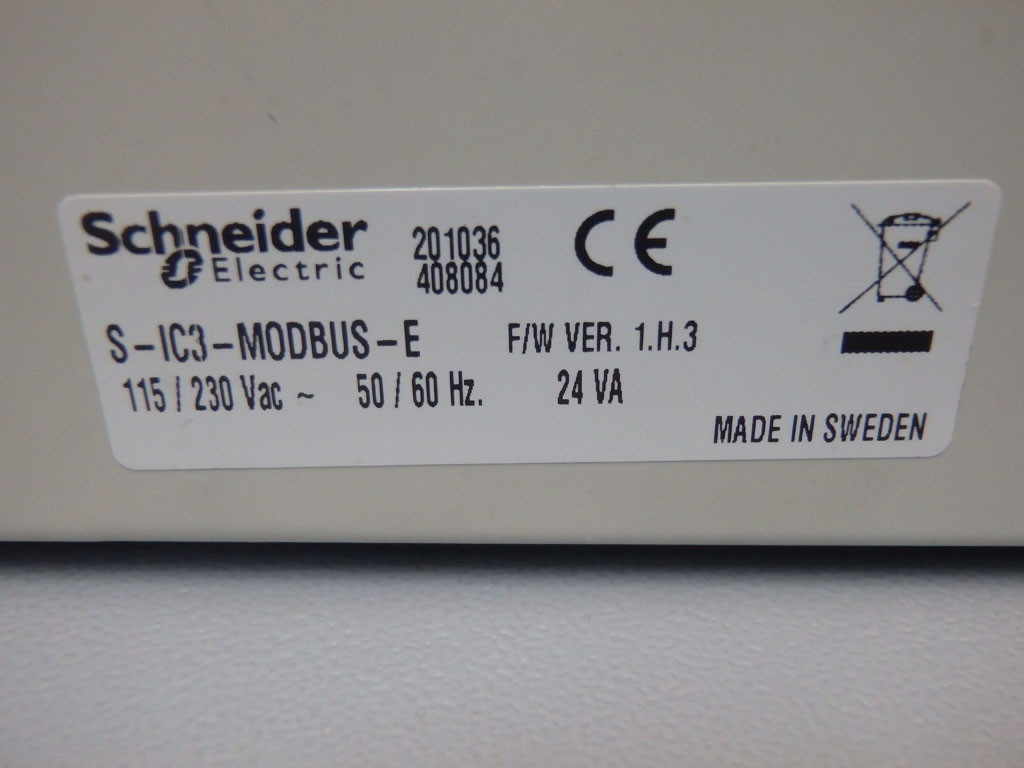 Schneider
Electric
201036
408084
CE
S-IC3-MODBUS-E F/W VER. 1.H.3
115 / 230 Vac ~ 50 / 60 Hz. 24 VA
MADE IN SWEDEN